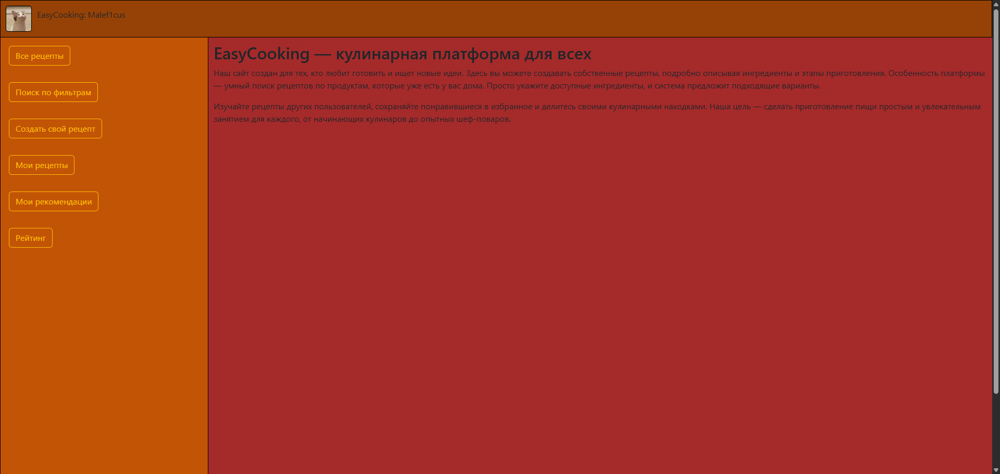 EasyCooking: Malef1cus
Все рецепты
Поиск по фильтрам
Создать свой рецепт
Мои рецепты
Мои рекомендации
Рейтинг
EasyCooking — кулинарная платформа для всех
Наш сайт создан для тех, кто любит готовить и ищет новые идеи. Здесь вы можете создавать собственные рецепты, подробно описывая ингредиенты и этапы приготовления. Особенность платформы
— умный поиск рецептов по продуктам, которые уже есть у вас дома. Просто укажите доступные ингредиенты, и система предложит подходящие варианты.
Изучайте рецепты других пользователей, сохраняйте понравившиеся в избранное и делитесь своими кулинарными находками. Наша цель — сделать приготовление пищи простым и увлекательным
занятием для каждого, от начинающих кулинаров до опытных шеф-поваров.